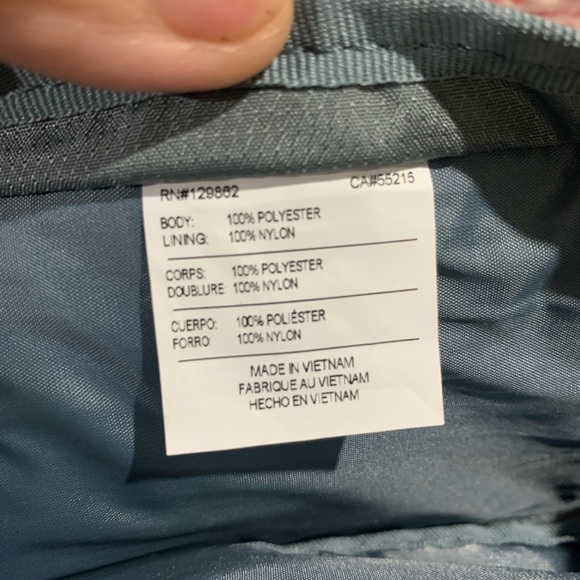 RN#129862 CA#55215
BODY: 100% POLYESTER
LINING: 100% NYLON
CORPS: 100% POLYESTER
DOUBLURE: 100% NYLON
CUERPO: 100% POLIÉSTER
FORRO: 100% NYLON
MADE IN VIETNAM
FABRIQUE AU VIETNAM
HECHO EN VIETNAM